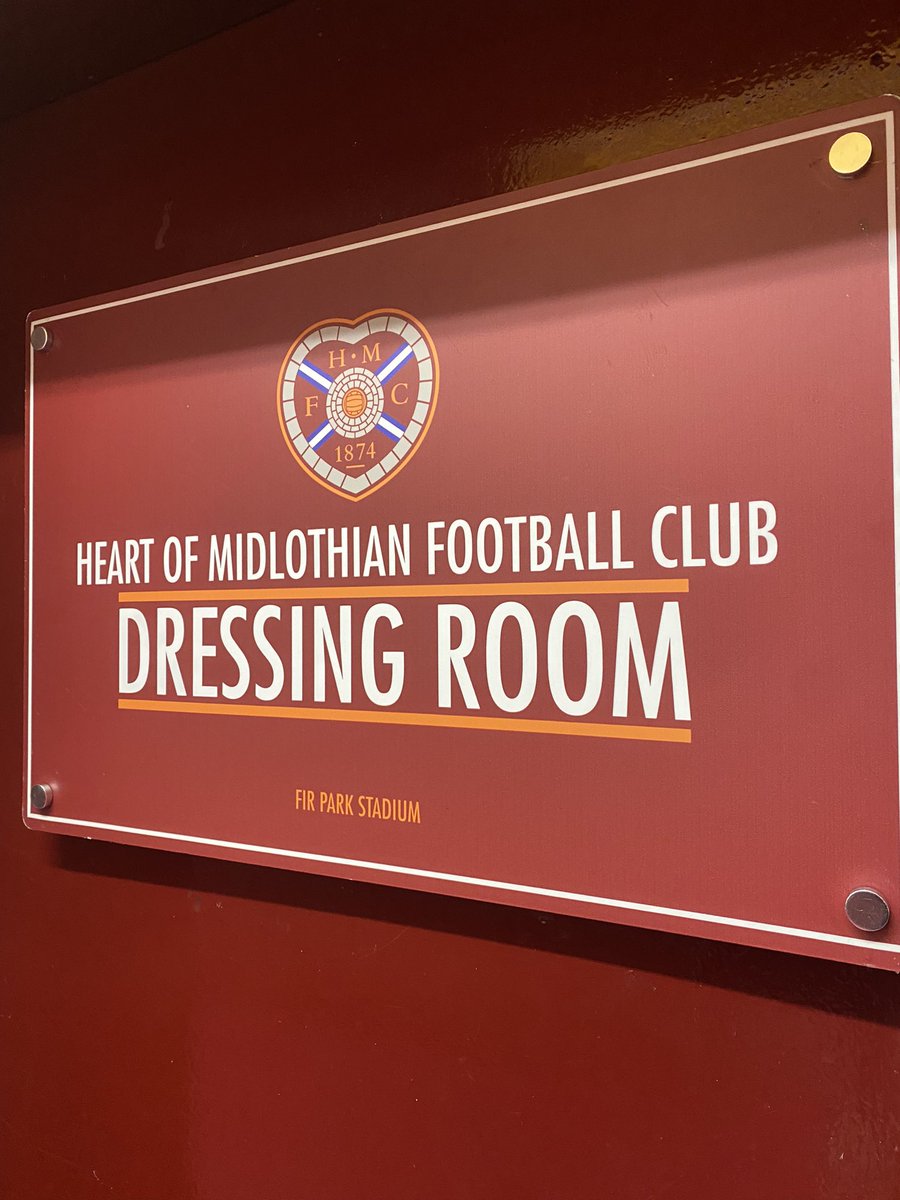 H·M
F C
1874
HEART OF MIDLOTHIAN FOOTBALL CLUB
DRESSING ROOM
FIR PARK STADIUM